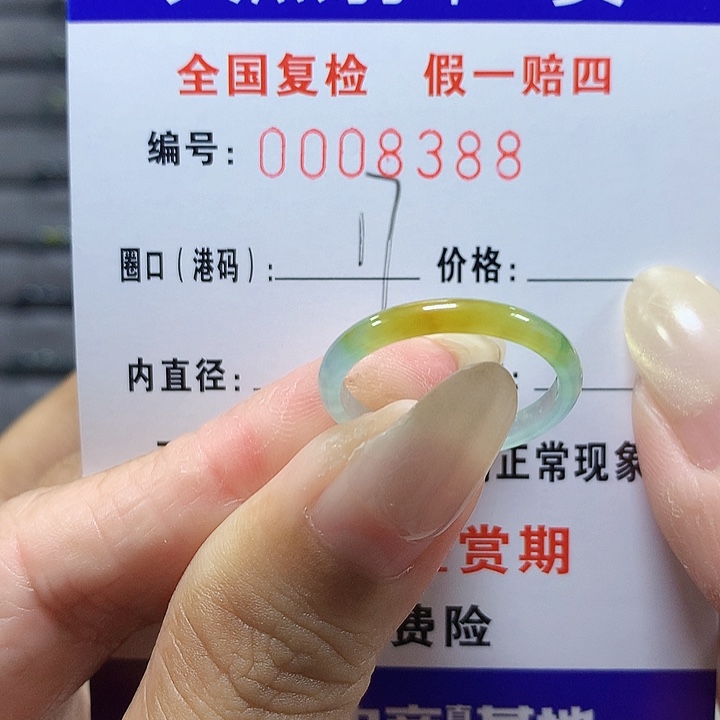 全国复检 假一赔四
编号: 0008388
圈口(港码): 17 价格:
内直径: :
正常现象
赏期
费险